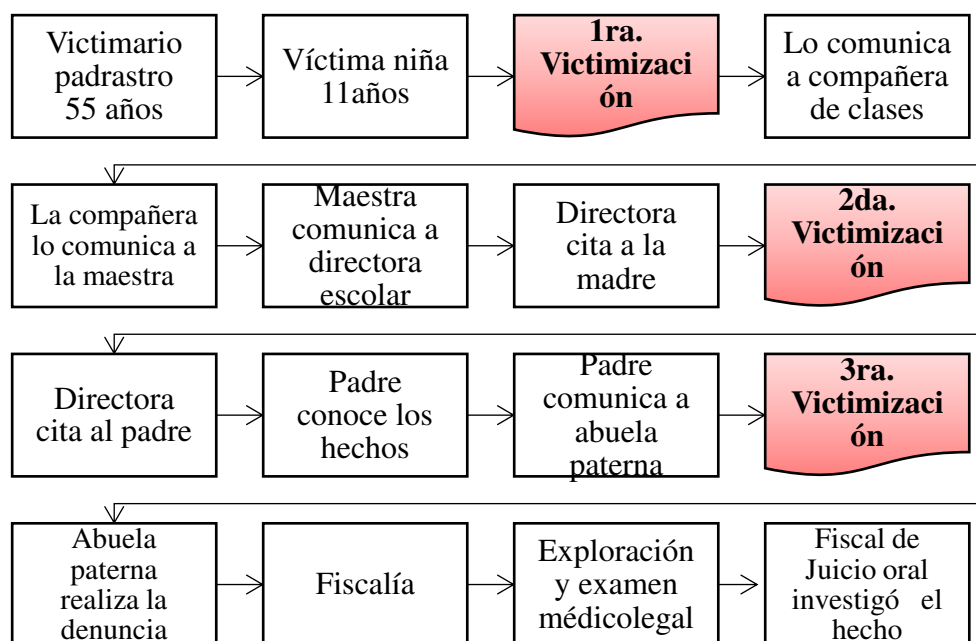 Victimario
padrastro
55 años
Víctima niña
11años
1ra.
Victimizaci
ón
Lo comunica
a compañera
de clases
La compañera
lo comunica a
la maestra
Maestra
comunica a
directora
escolar
Directora
cita a la
madre
2da.
Victimizaci
ón
Directora
cita al padre
Padre
conoce los
hechos
Padre
comunica a
abuela
paterna
3ra.
Victimizaci
ón
Abuela
paterna
realiza la
denuncia
Fiscalía
Exploración
y examen
médicolegal
Fiscal de
Juicio oral
investigó el
hecho